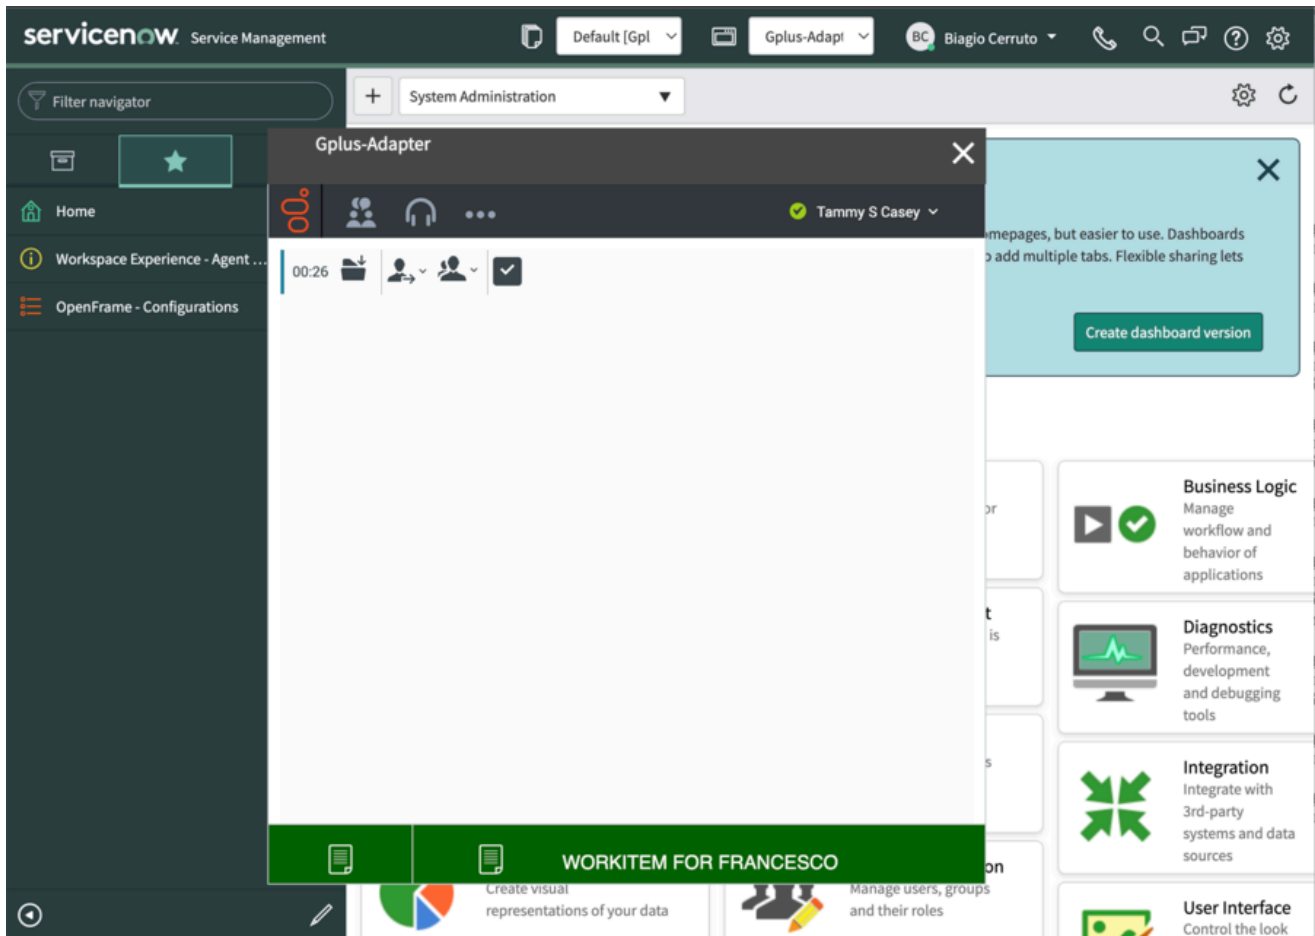 servicenow. Service Management
Default [Gpl
Gplus-Adapt
BC Biagio Cerruto
Filter navigator
System Administration
Gplus-Adapter
Tammy S Casey
Home
Workspace Experience - Agent ...
OpenFrame - Configurations
00:26
mepages, but easier to use. Dashboards
add multiple tabs. Flexible sharing lets
Create dashboard version
or
Business Logic
Manage
workflow and
behavior of
applications
t
is
Diagnostics
Performance,
development
and debugging
tools
s
Integration
Integrate with
3rd-party
systems and data
sources
WORKITEM FOR FRANCESCO
Create visual
representations of your data
on
Manage users, groups
and their roles
User Interface
Control the look